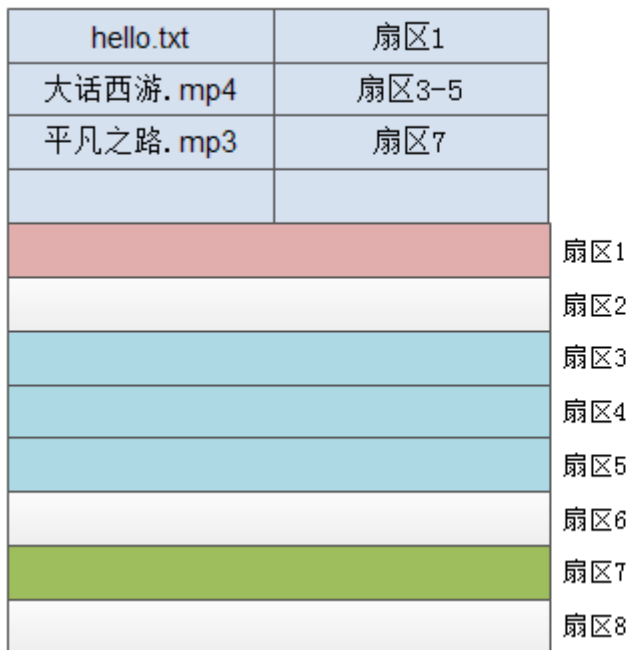 hello.txt 扇区1
大话西游. mp4 扇区3-5
平凡之路. mp3 扇区7
扇区1
扇区2
扇区3
扇区4
扇区5
扇区6
扇区7
扇区8